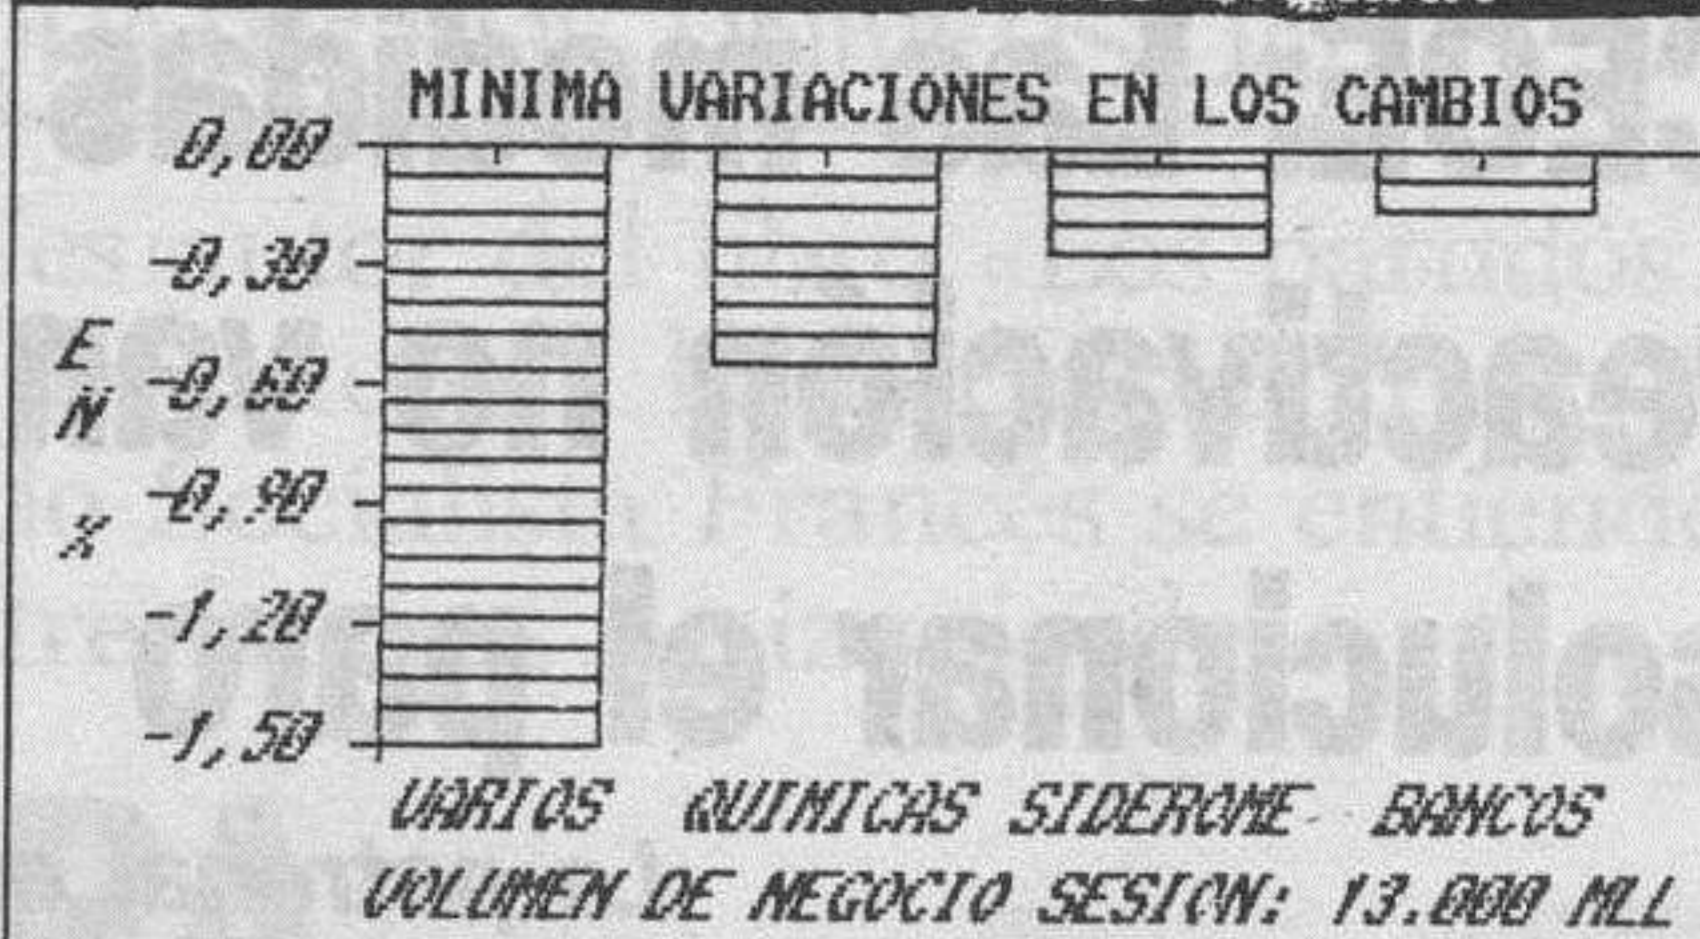 MINIMA VARIACIONES EN LOS CAMBIOS
0,00
-0,30
-0,60
-0,90
-1,20
-1,50
EN %
VARIOS QUIMICAS SIDEROME BANCOS
VOLUMEN DE NEGOCIO SESION: 13.000 MLL